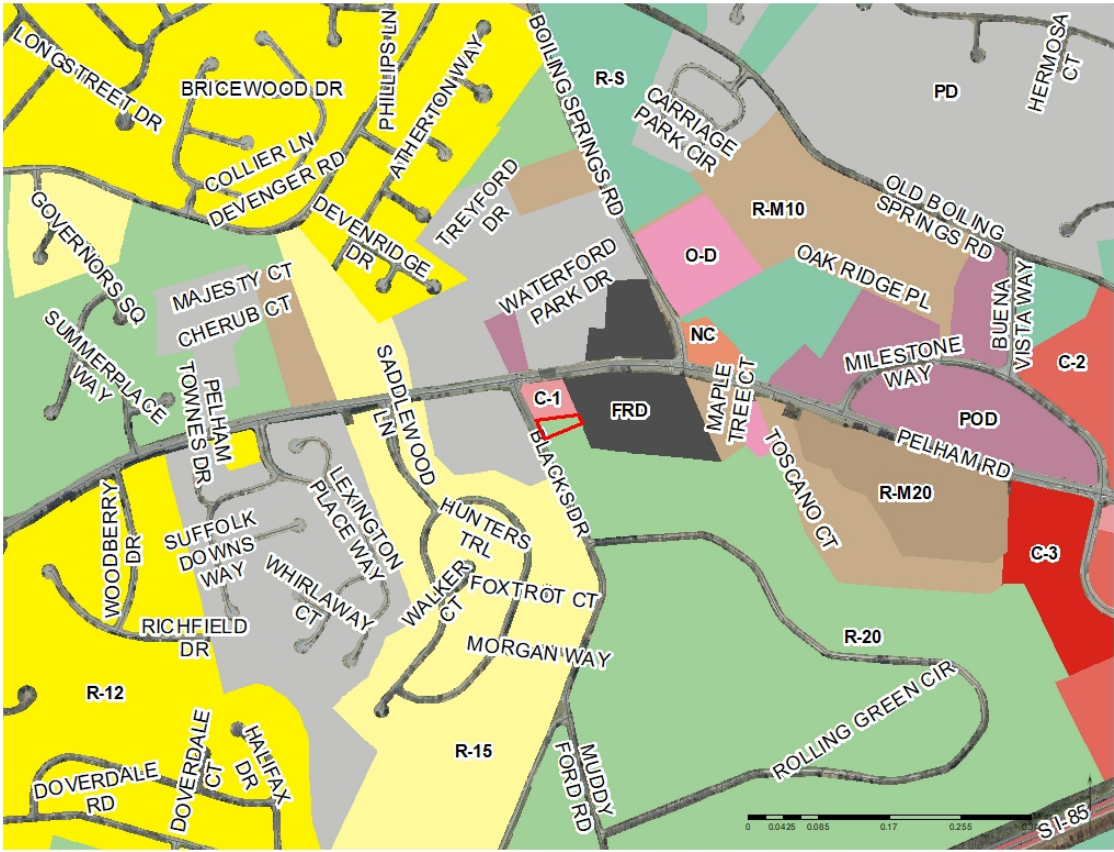 LONGSTREET DR
BRICEWOOD DR
PHILLIPS LN
ATHERTON WAY
COLLIER LN
DEVENGER RD
BOILING SPRINGS RD
R-S
CARRIAGE
PARK CIR
PD
HERMOSA
CT
GOVERNORS SQ
DEVENRIDGE
DR
TREYFORD
DR
R-M10
OLD BOILING
SPRINGS RD
O-D
OAK RIDGE PL
MAJESTY CT
CHERUB CT
WATERFORD
PARK DR
BUENA
VISTA WAY
SUMMERPLACE
WAY
NC
MILESTONE
WAY
C-2
PELHAM
TOWNES DR
SADDLEWOOD
LN
C-1
FRD
MAPLE
TREE CT
POD
PELHAM RD
BLACKS DR
TOSCANO CT
R-M20
WOODBERRY
DR
SUFFOLK
DOWNS
WAY
LEXINGTON
PLACE WAY
HUNTERS
TRL
C-3
WHIRLAWAY
CT
WALKER
CT
FOXTROT CT
RICHFIELD
DR
MORGAN WAY
R-20
R-12
R-15
ROLLING GREEN CIR
DOVERDALE
RD
DOVERDALE
CT
HALIFAX
DR
MUDDY
FORD RD
S I-85
0 0.0425 0.085 0.17 0.255